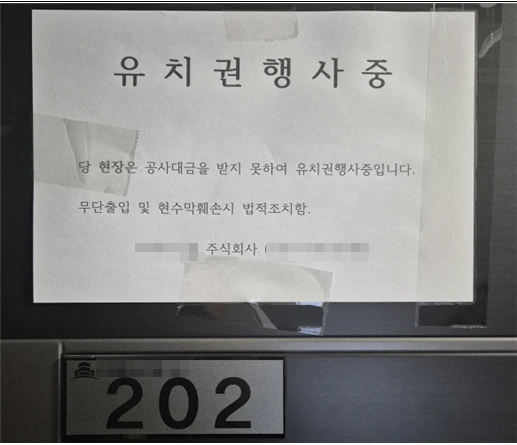 유치권행사중
당 현장은 공사대금을 받지 못하여 유치권행사중입니다.
무단출입 및 현수막훼손시 법적조치함.
주식회사 (
202